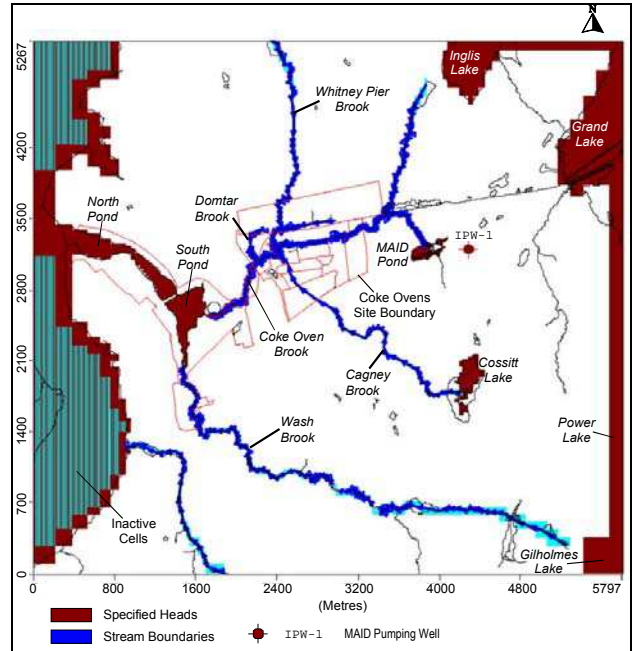 N
5267
4200
3500
2800
2100
1400
700
0
Inglis
Lake
Whitney Pier
Brook
Grand
Lake
North
Pond
Domtar
Brook
South
Pond
MAID
Pond
IPW-1
Coke Ovens
Site Boundary
Coke Oven
Brook
Cagney
Brook
Cossitt
Lake
Wash
Brook
Power
Lake
Inactive
Cells
Gilholmes
Lake
0 800 1600 2400 3200 4000 4800 5797
(Metres)
Specified Heads
Stream Boundaries
IPW-1 MAID Pumping Well